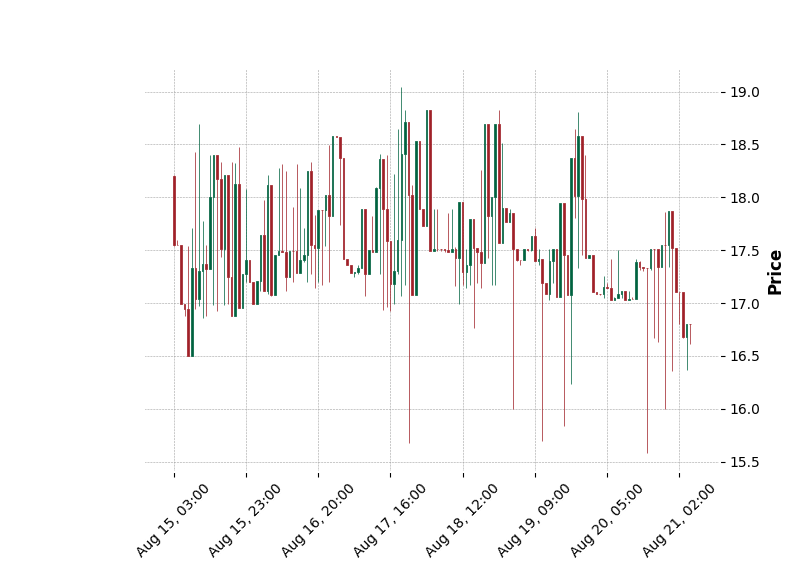 19.0
18.5
18.0
17.5
17.0
16.5
16.0
15.5
Price
Aug 15, 03:00
Aug 15, 23:00
Aug 16, 20:00
Aug 17, 16:00
Aug 18, 12:00
Aug 19, 09:00
Aug 20, 05:00
Aug 21, 02:00